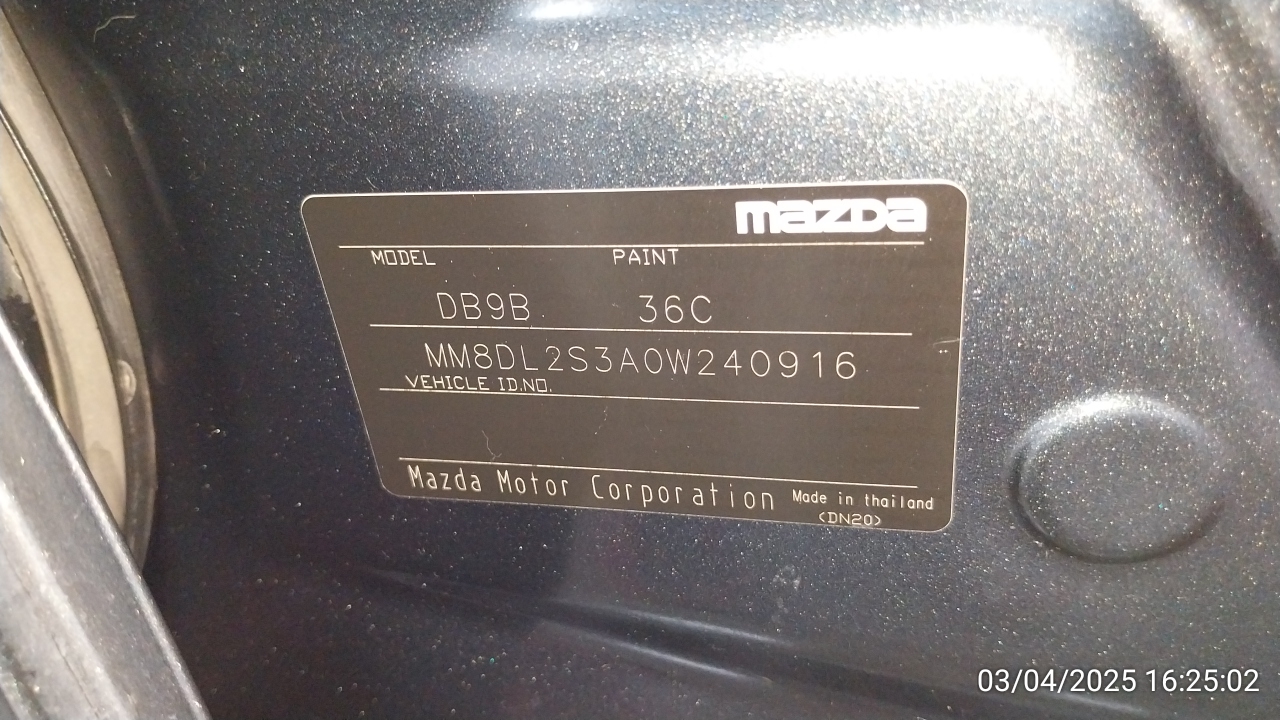 mazda
MODEL PAINT
DB9B 36C
MM8DL2S3A0W240916
VEHICLE ID.NO.
Mazda Motor Corporation Made in thailand
<DN20>
03/04/2025 16:25:02